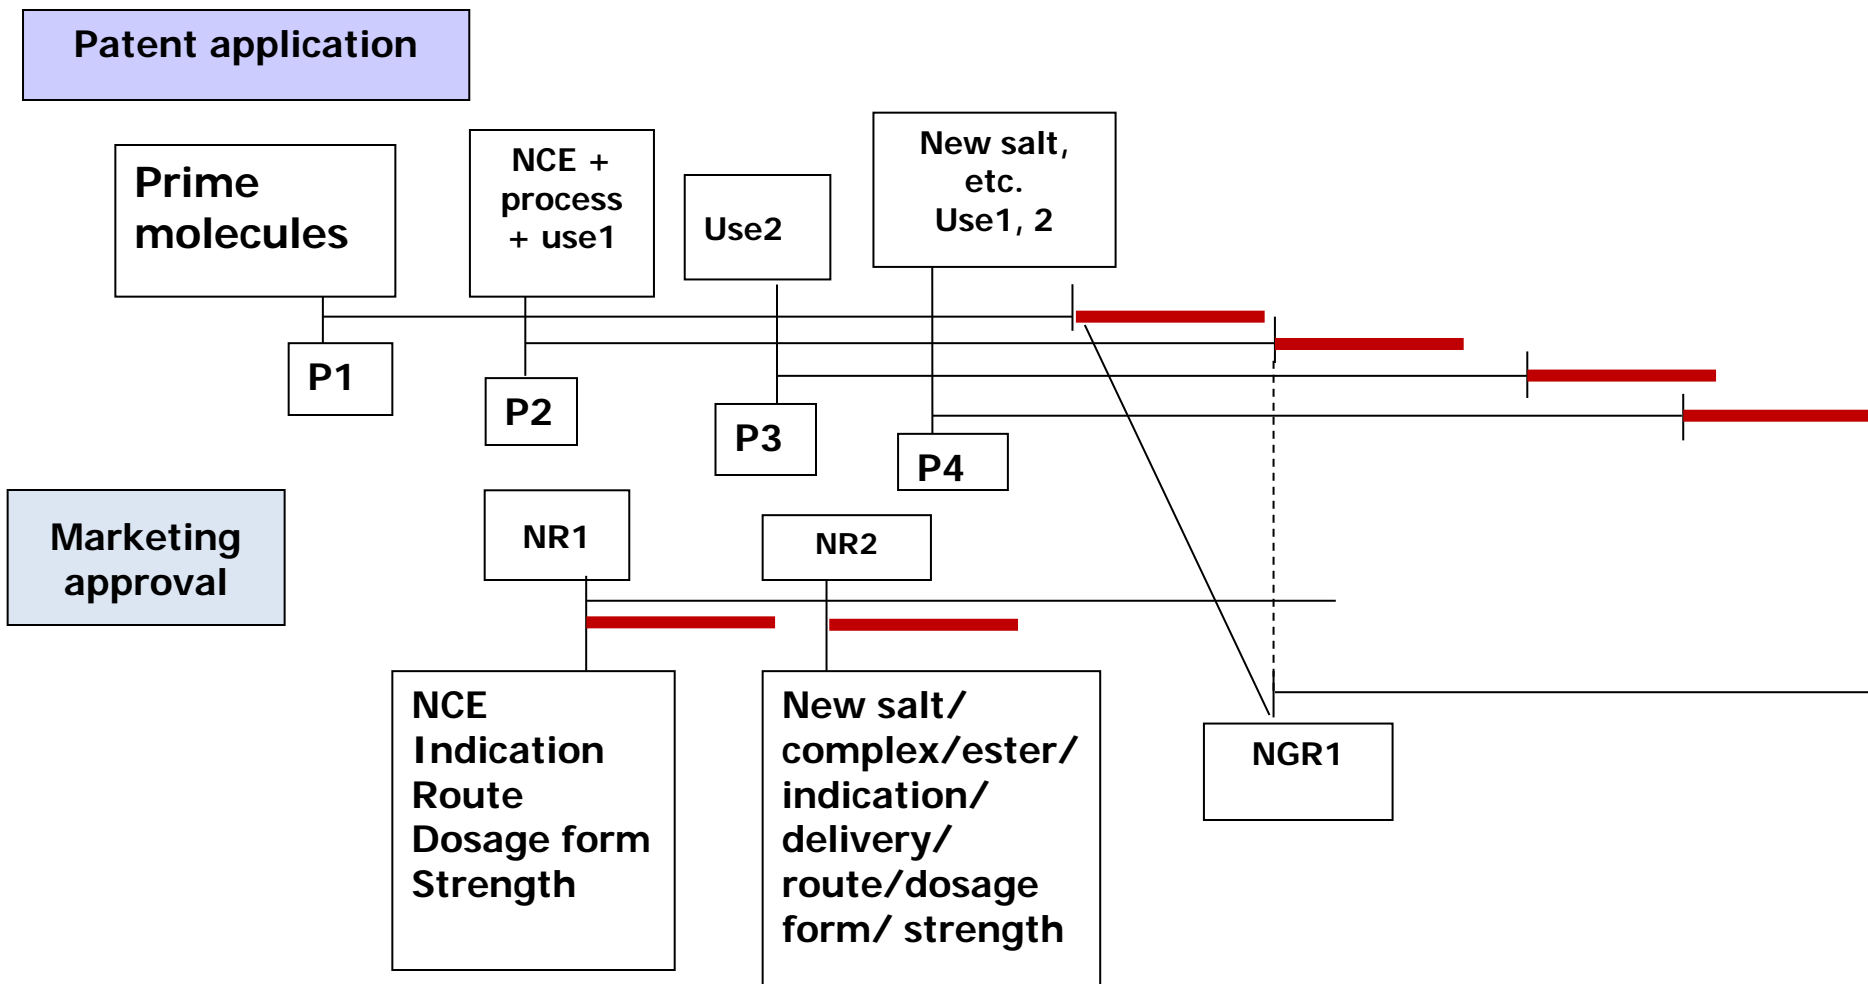 Patent application
Prime
molecules
NCE +
process
+ use1
Use2
New salt,
etc.
Use1, 2
P1
P2
P3
P4
Marketing
approval
NR1
NR2
NCE
Indication
Route
Dosage form
Strength
New salt/
complex/ester/
indication/
delivery/
route/dosage
form/ strength
NGR1